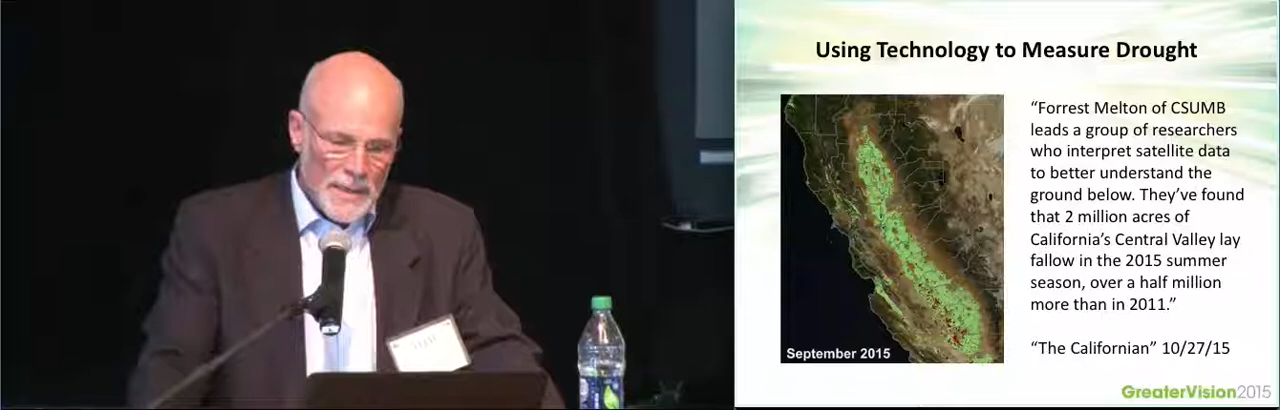 Using Technology to Measure Drought
“Forrest Melton of CSUMB
leads a group of researchers
who interpret satellite data
to better understand the
ground below. They’ve found
that 2 million acres of
California’s Central Valley lay
fallow in the 2015 summer
season, over a half million
more than in 2011.”
“The Californian” 10/27/15
September 2015
GreaterVision2015